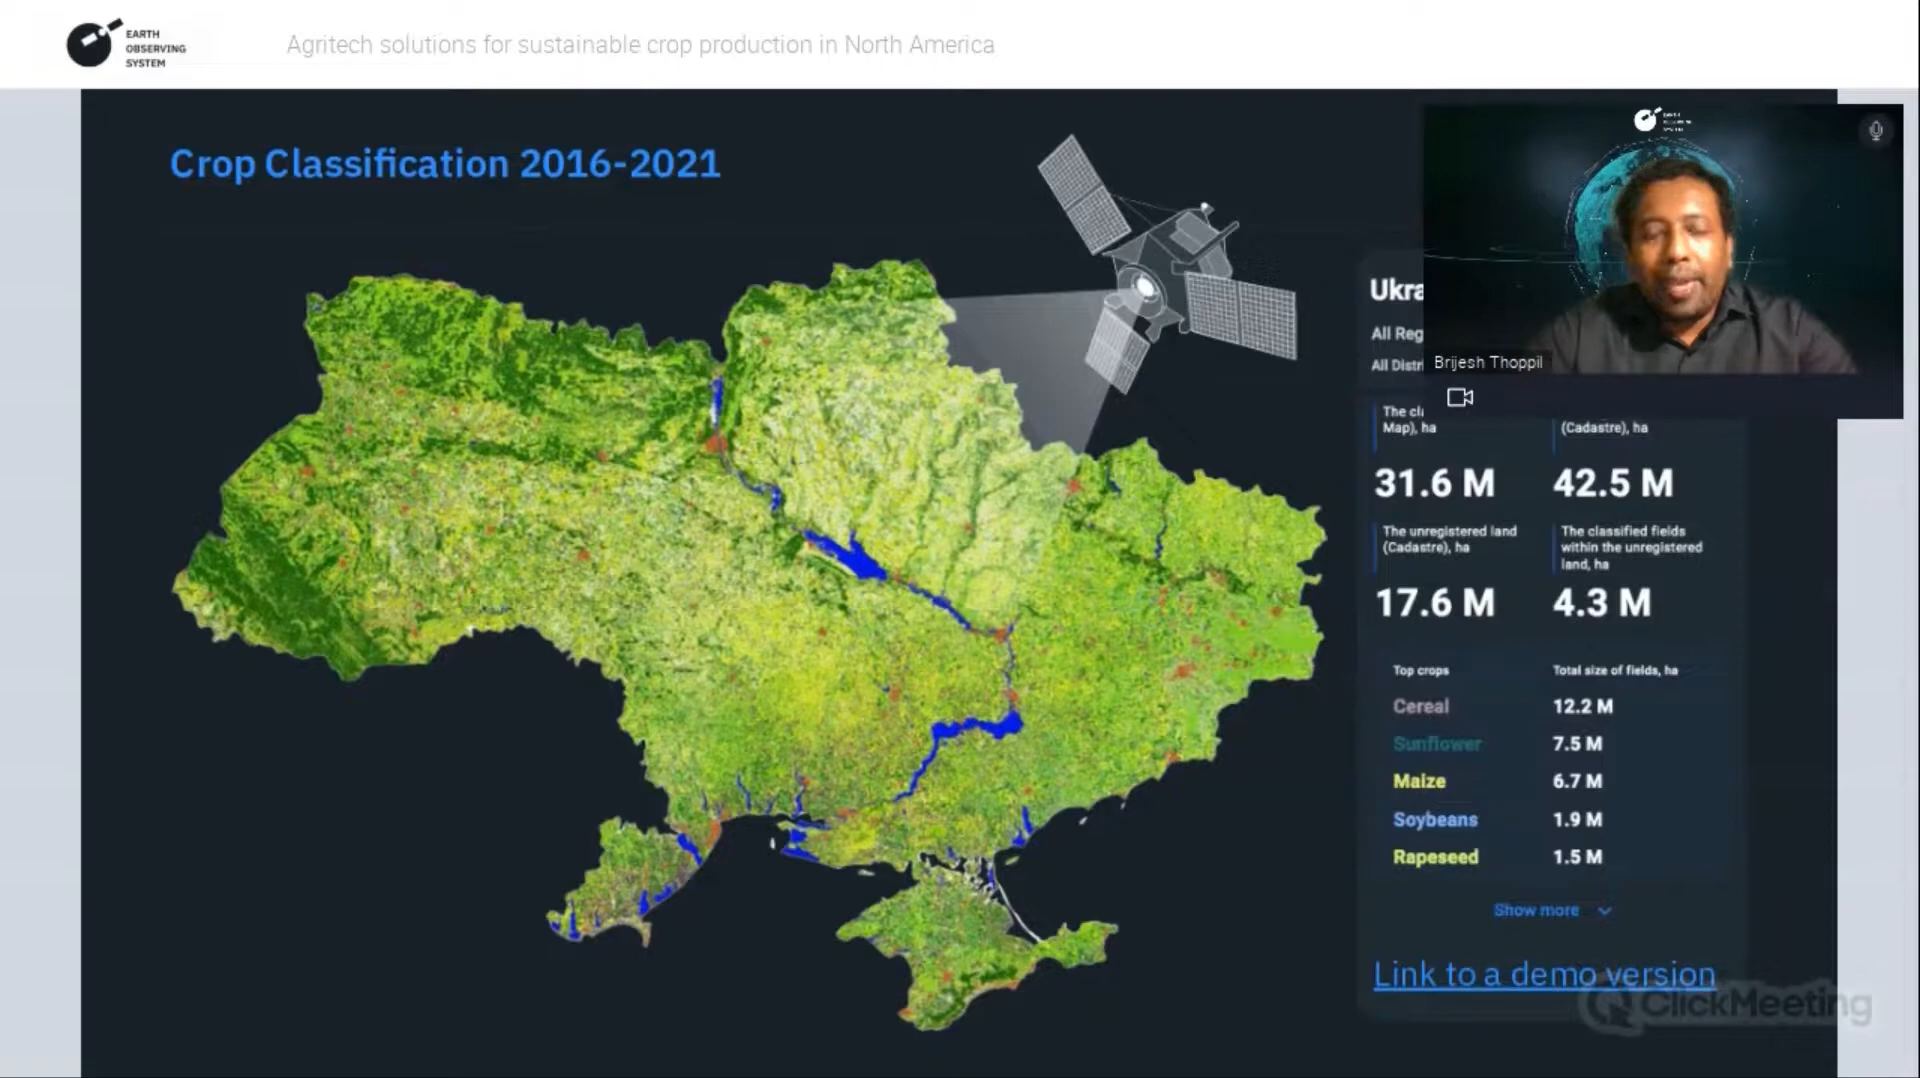 EARTH
OBSERVING
SYSTEM
Agritech solutions for sustainable crop production in North America
Crop Classification 2016-2021
Brijesh Thoppil
Ukra
All Reg
All Distri
The cl
Map), ha
(Cadastre), ha
31.6 M
42.5 M
The unregistered land
(Cadastre), ha
The classified fields
within the unregistered
land, ha
17.6 M
4.3 M
Top crops
Total size of fields, ha
Cereal
12.2 M
Sunflower
7.5 M
Maize
6.7 M
Soybeans
1.9 M
Rapeseed
1.5 M
Show more
Link to a demo version
ClickMeeting